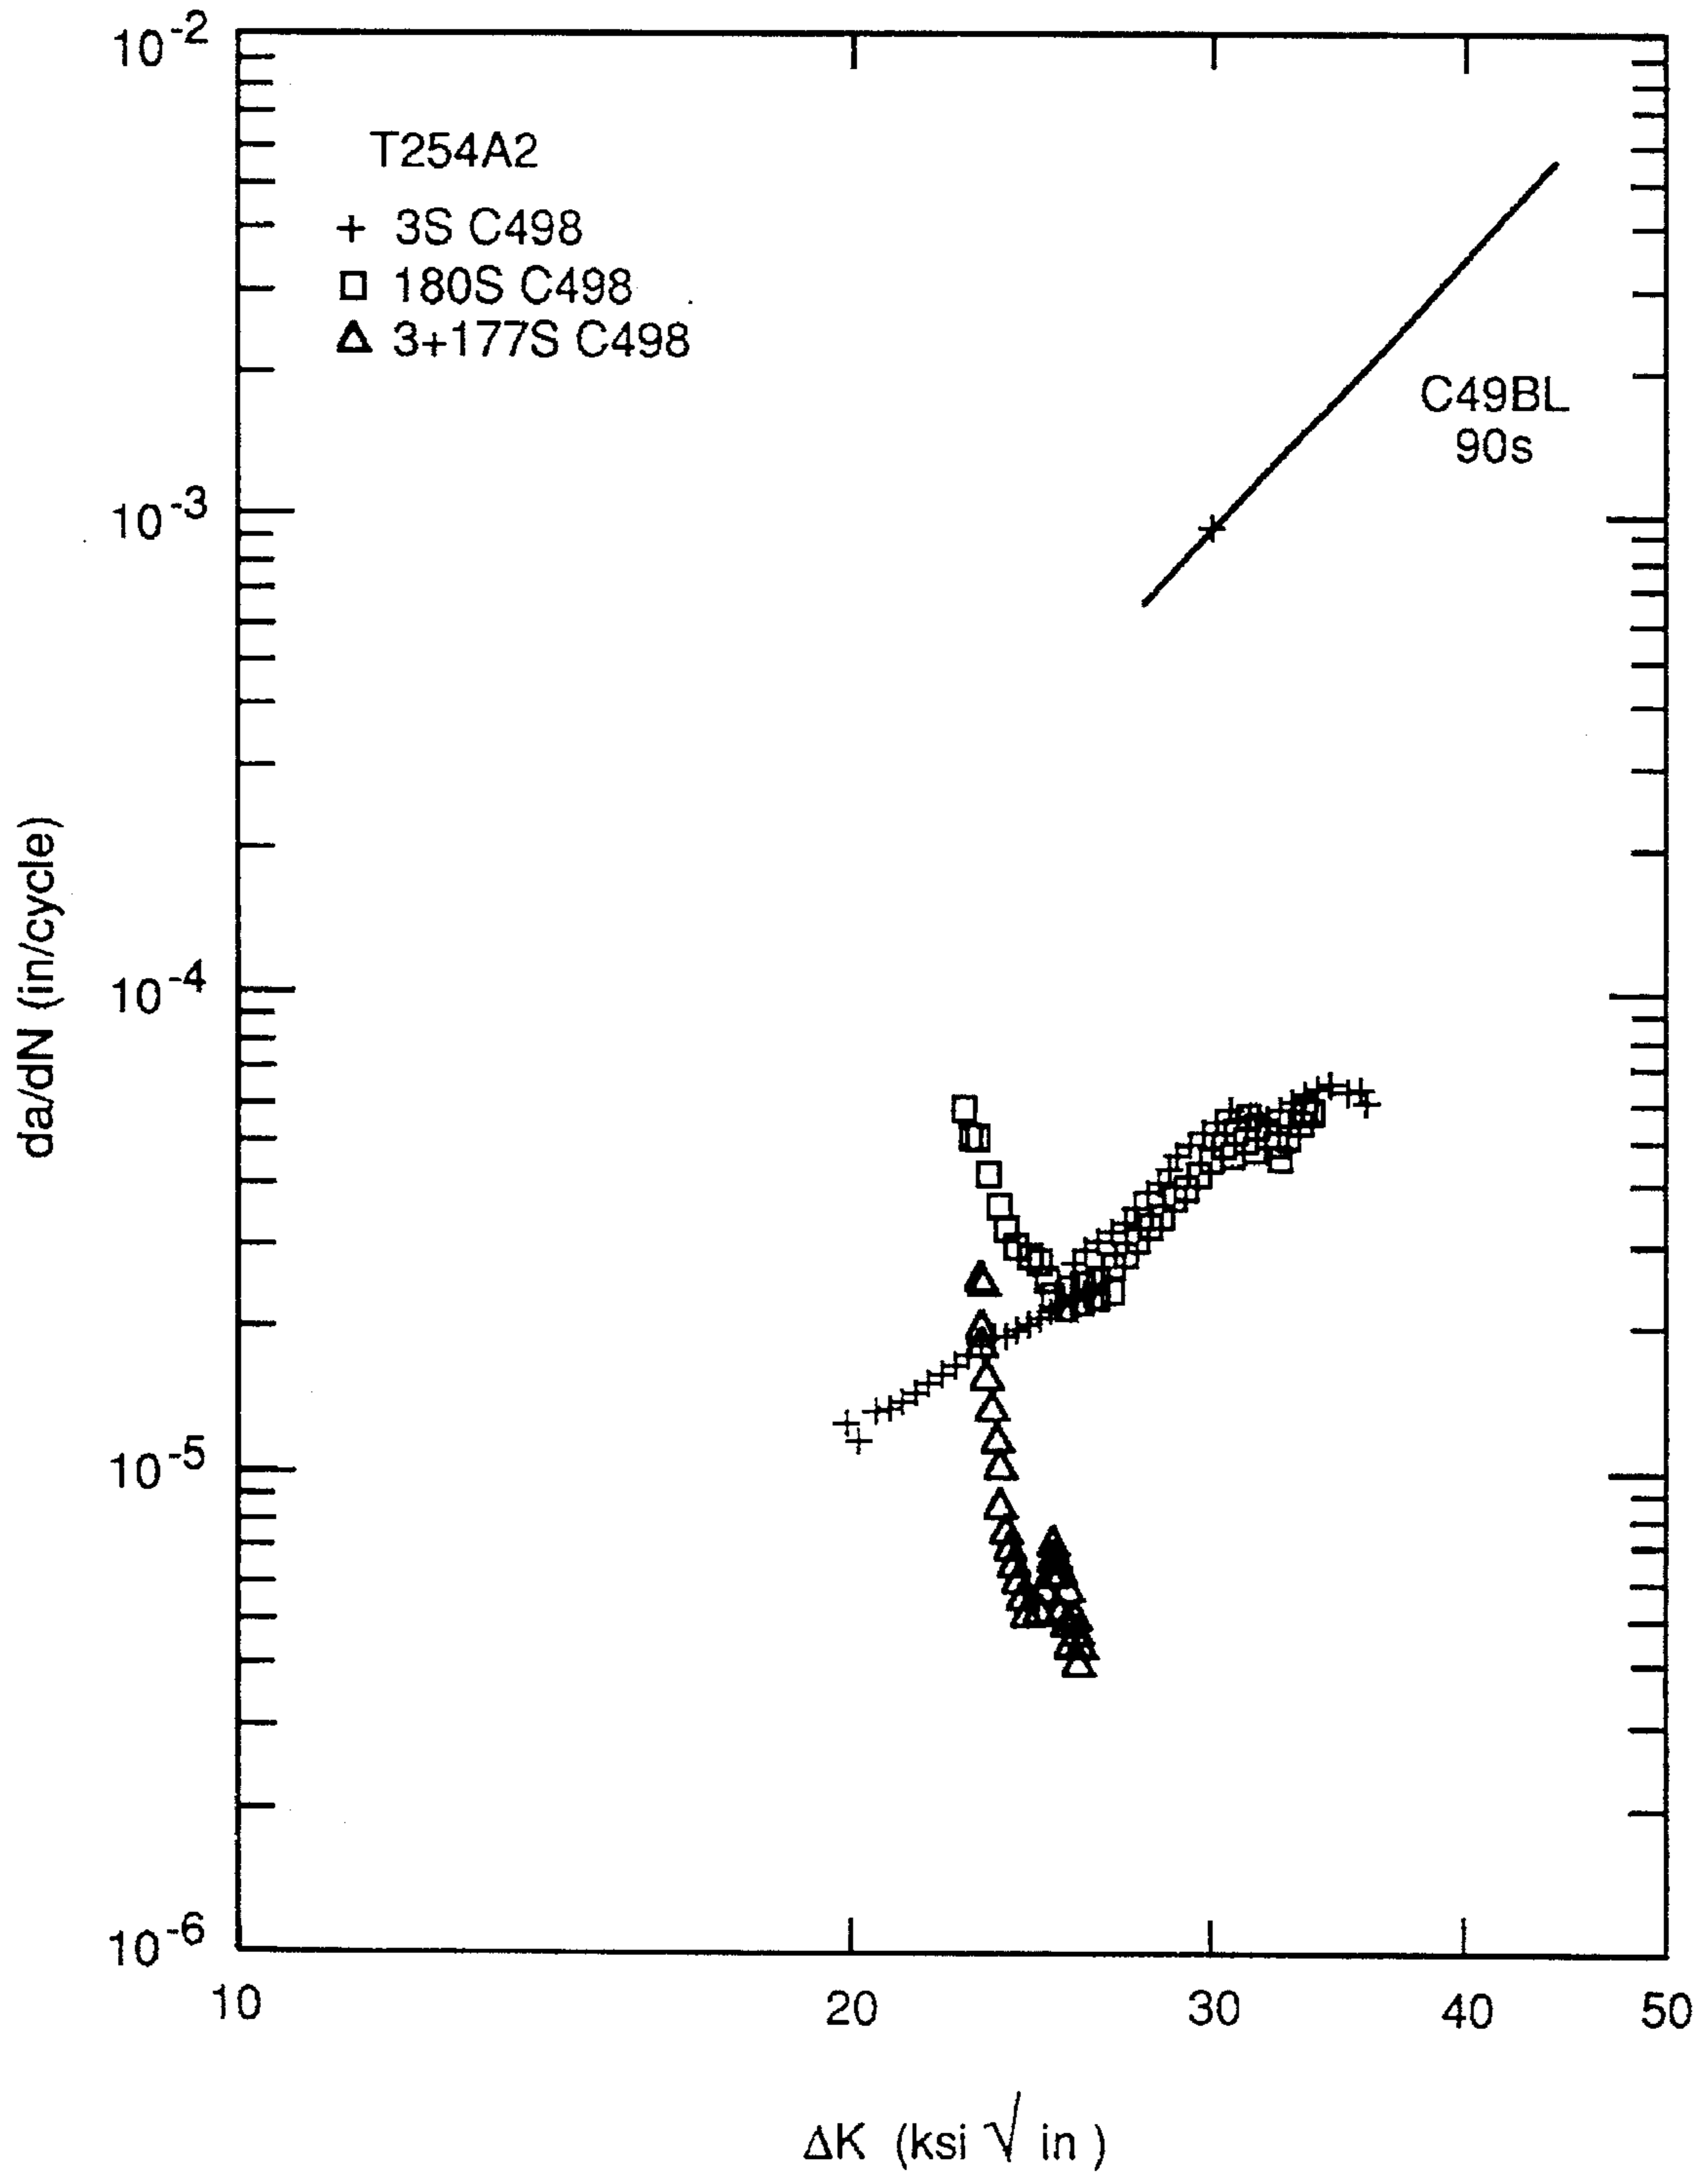 10-2
T254A2
+ 3S C498
□ 180S C498
△ 3+177S C498
C49BL
90s
10-3
10-4
10-5
10-6
da/dN (in/cycle)
10 20 30 40 50
ΔK (ksi √ in )